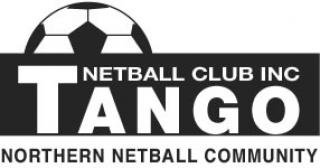 NETBALL CLUB INC
TANGO
NORTHERN NETBALL COMMUNITY